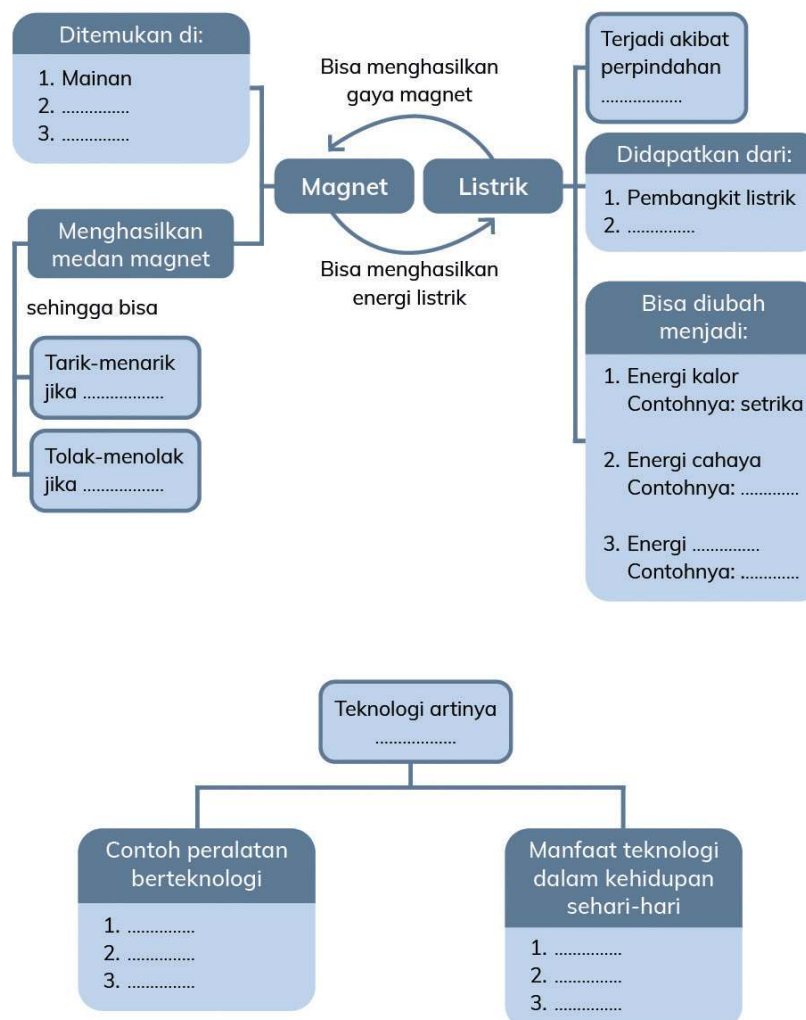 Ditemukan di:
1. Mainan
2. ...............
3. ...............
Menghasilkan
medan magnet
sehingga bisa
Tarik-menarik
jika ..................
Tolak-menolak
jika ..................
Bisa menghasilkan
gaya magnet
Magnet
Listrik
Bisa menghasilkan
energi listrik
Terjadi akibat
perpindahan
..................
Didapatkan dari:
1. Pembangkit listrik
2. ...............
Bisa diubah
menjadi:
1. Energi kalor
Contohnya: setrika
2. Energi cahaya
Contohnya: .............
3. Energi ...............
Contohnya: .............
Teknologi artinya
..................
Contoh peralatan
berteknologi
1. ...............
2. ...............
3. ...............
Manfaat teknologi
dalam kehidupan
sehari-hari
1. ...............
2. ...............
3. ...............